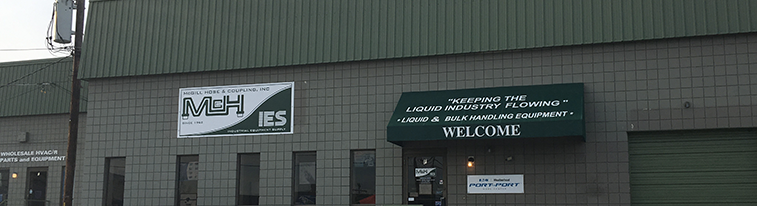 McGILL HOSE & COUPLING, INC
McH
IES
INDUSTRIAL EQUIPMENT SUPPLY
"KEEPING THE
LIQUID INDUSTRY FLOWING"
• LIQUID & BULK HANDLING EQUIPMENT •
WELCOME
WHOLESALE HVAC/R
PARTS and EQUIPMENT
PORT-PORT